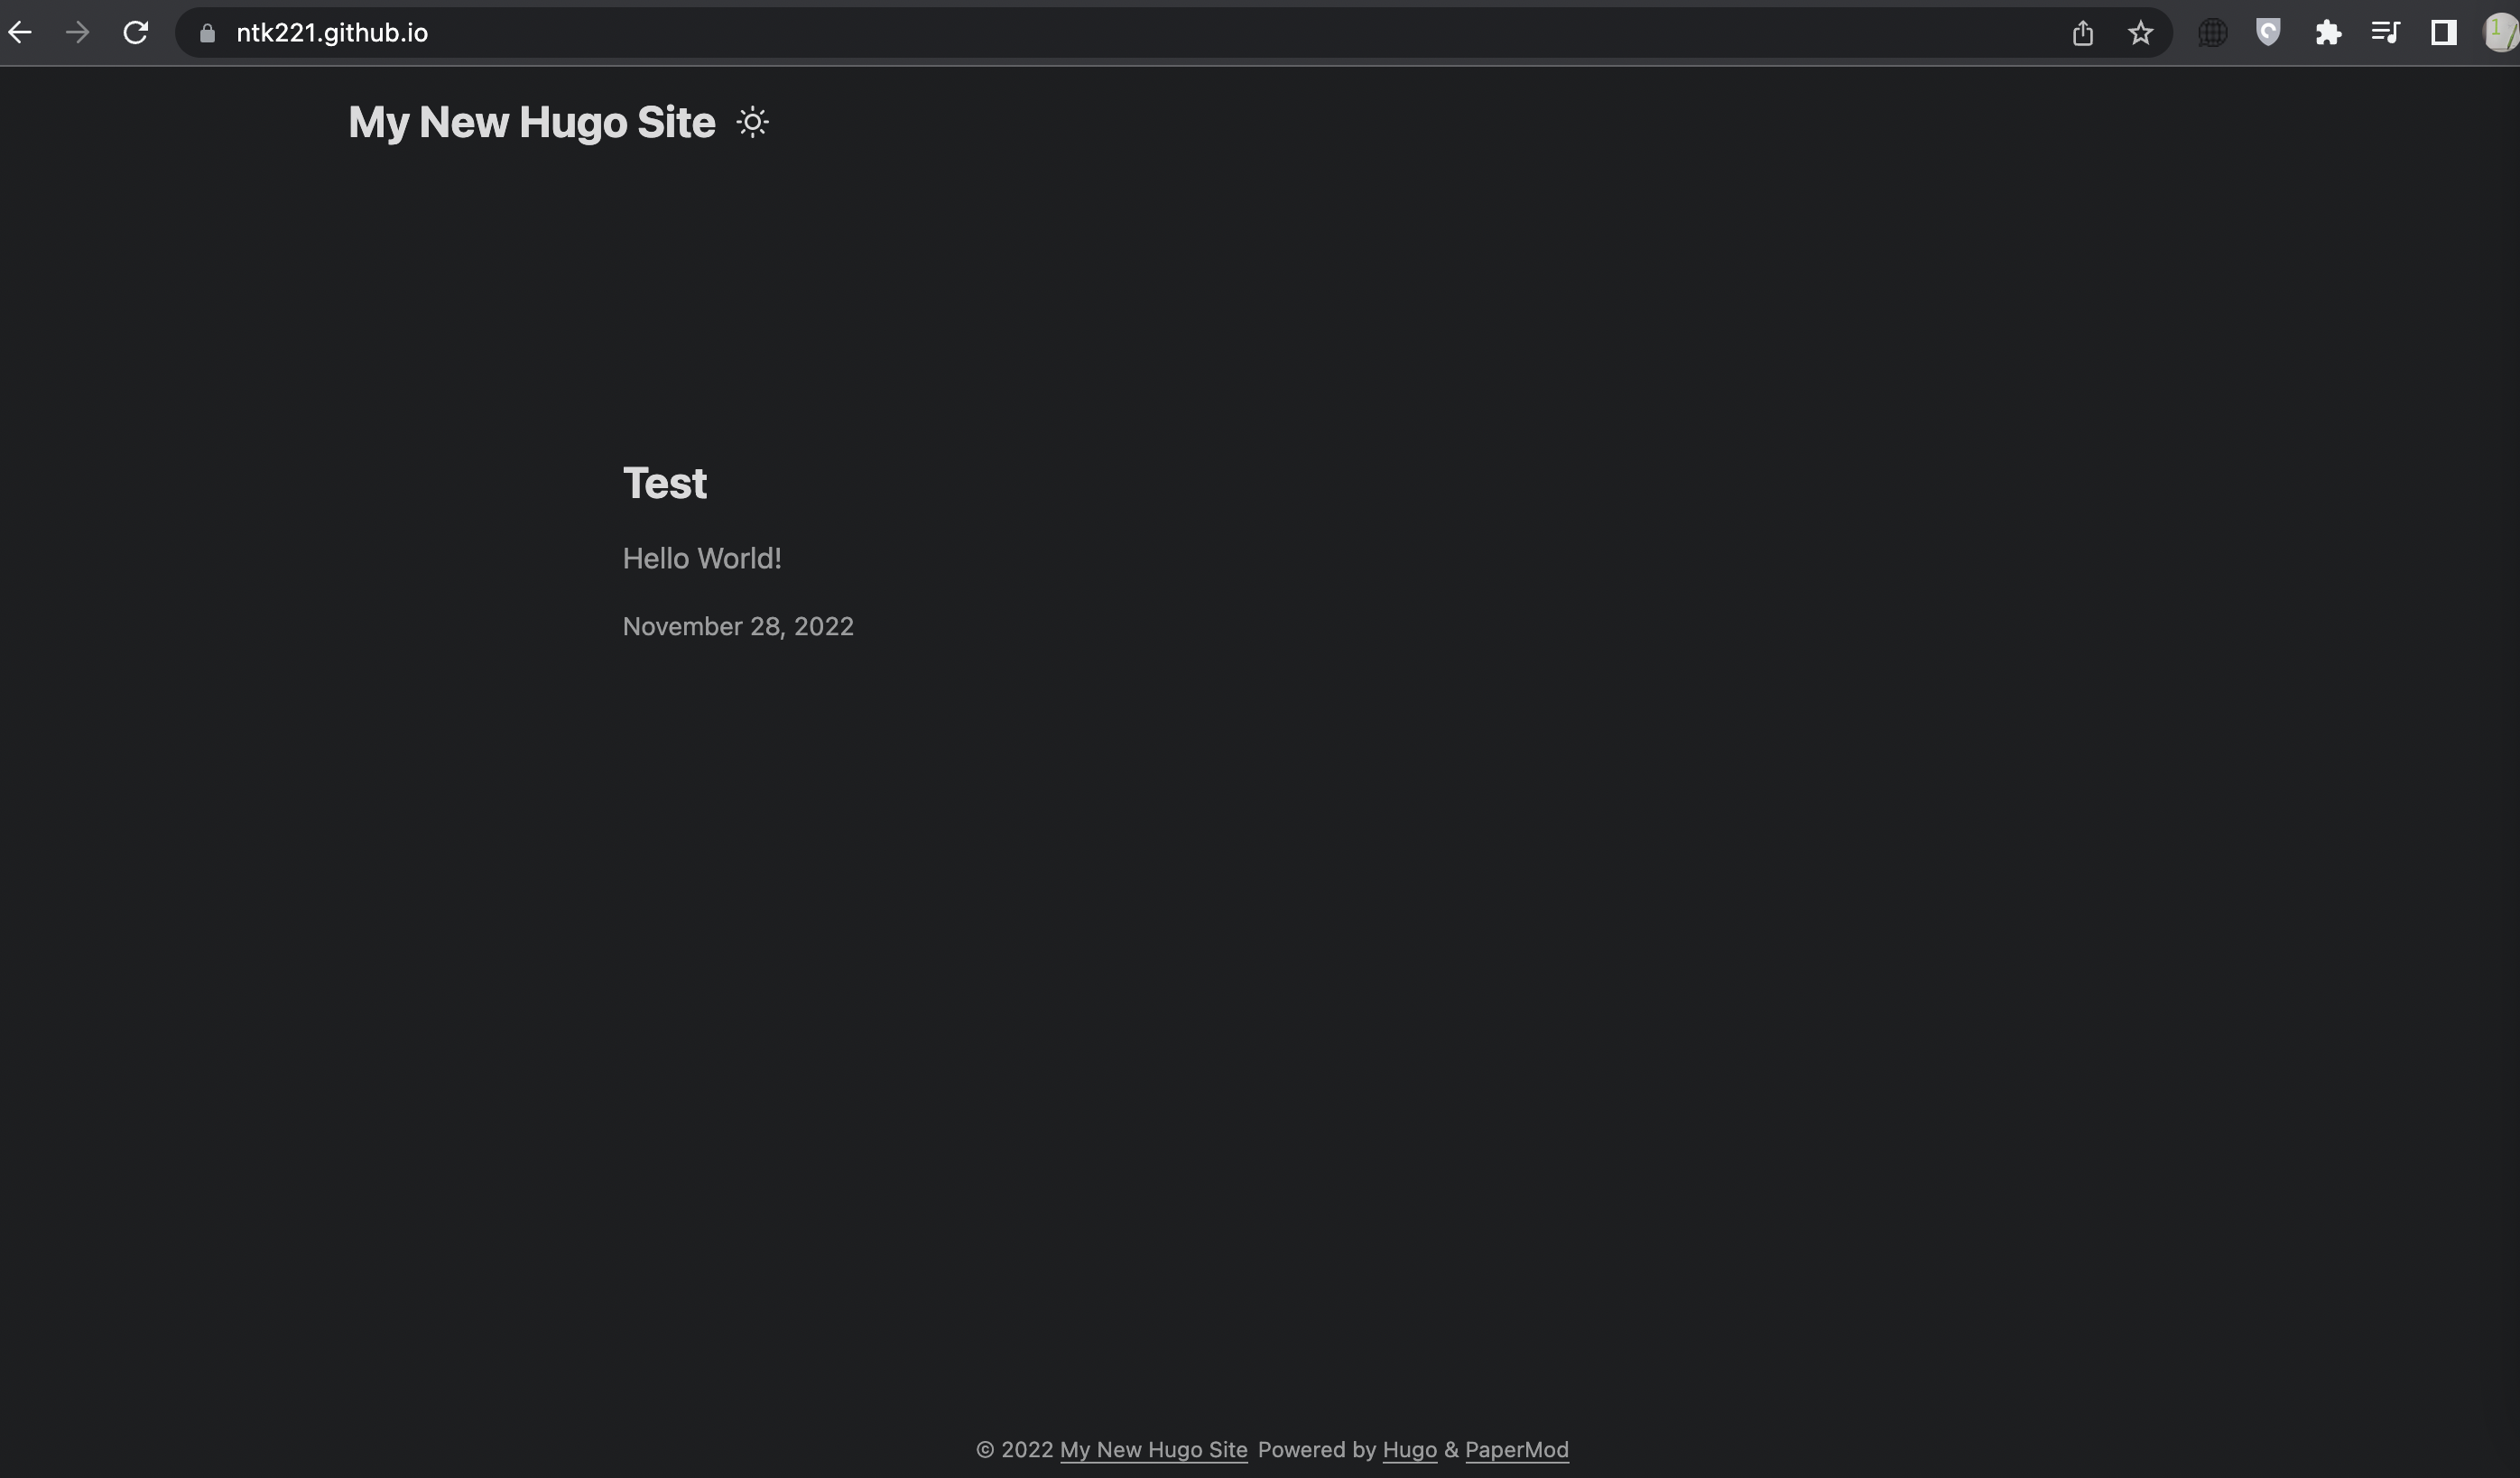 ntk221.github.io
My New Hugo Site
Test
Hello World!
November 28, 2022
© 2022 My New Hugo Site Powered by Hugo & PaperMod